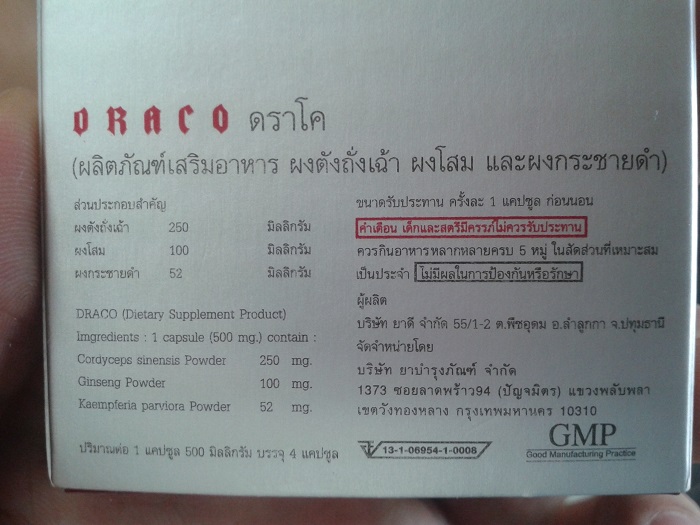 DRACO ดราโค
(ผลิตภัณฑ์เสริมอาหาร ผงตังถั่งเฉ้า ผงโสม และผงกระชายดำ)
ส่วนประกอบสำคัญ
ผงตังถั่งเฉ้า 250 มิลลิกรัม
ผงโสม 100 มิลลิกรัม
ผงกระชายดำ 52 มิลลิกรัม
DRACO (Dietary Supplement Product)
Imgredients : 1 capsule (500 mg.) contain :
Cordyceps sinensis Powder 250 mg.
Ginseng Powder 100 mg.
Kaempferia parviora Powder 52 mg.
ปริมาณต่อ 1 แคปซูล 500 มิลลิกรัม บรรจุ 4 แคปซูล
ขนาดรับประทาน ครั้งละ 1 แคปซูล ก่อนนอน
คำเตือน เด็กและสตรีมีครรภ์ไม่ควรรับประทาน
ควรกินอาหารหลากหลายครบ 5 หมู่ ในสัดส่วนที่เหมาะสม
เป็นประจำ ไม่มีผลในการป้องกันหรือรักษา
ผู้ผลิต
บริษัท ยาดี จำกัด 55/1-2 ต.พืชอุดม อ.ลำลูกกา จ.ปทุมธานี
จัดจำหน่ายโดย
บริษัท ยาบำรุงภัณฑ์ จำกัด
1373 ซอยลาดพร้าว94 (ปัญจมิตร) แขวงพลับพลา
เขตวังทองหลาง กรุงเทพมหานคร 10310
อย 13-1-06954-1-0008
GMP
Good Manufacturing Practice